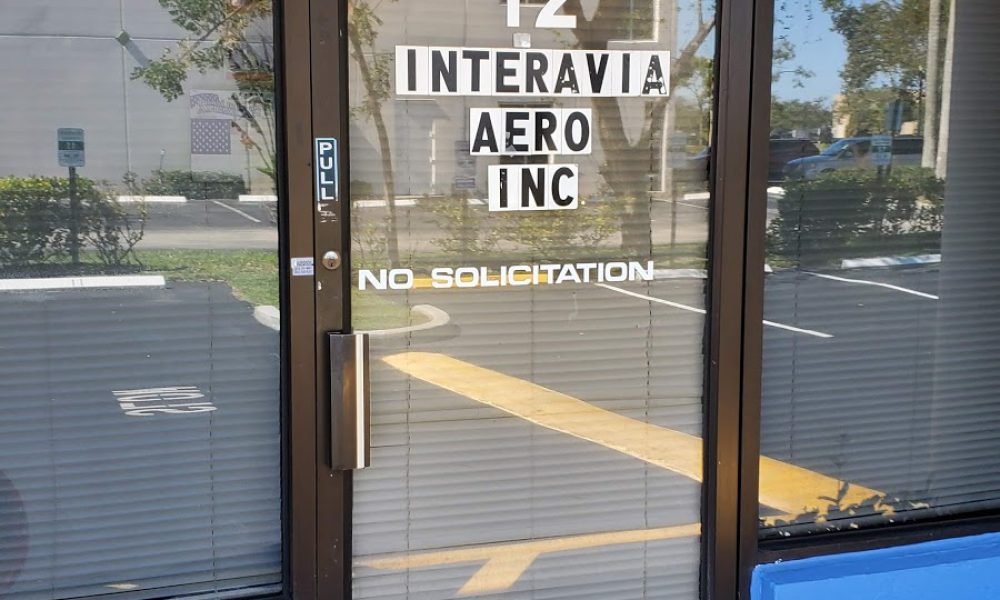 12
INTERAVIA
AERO
INC
PULL
NO SOLICITATION